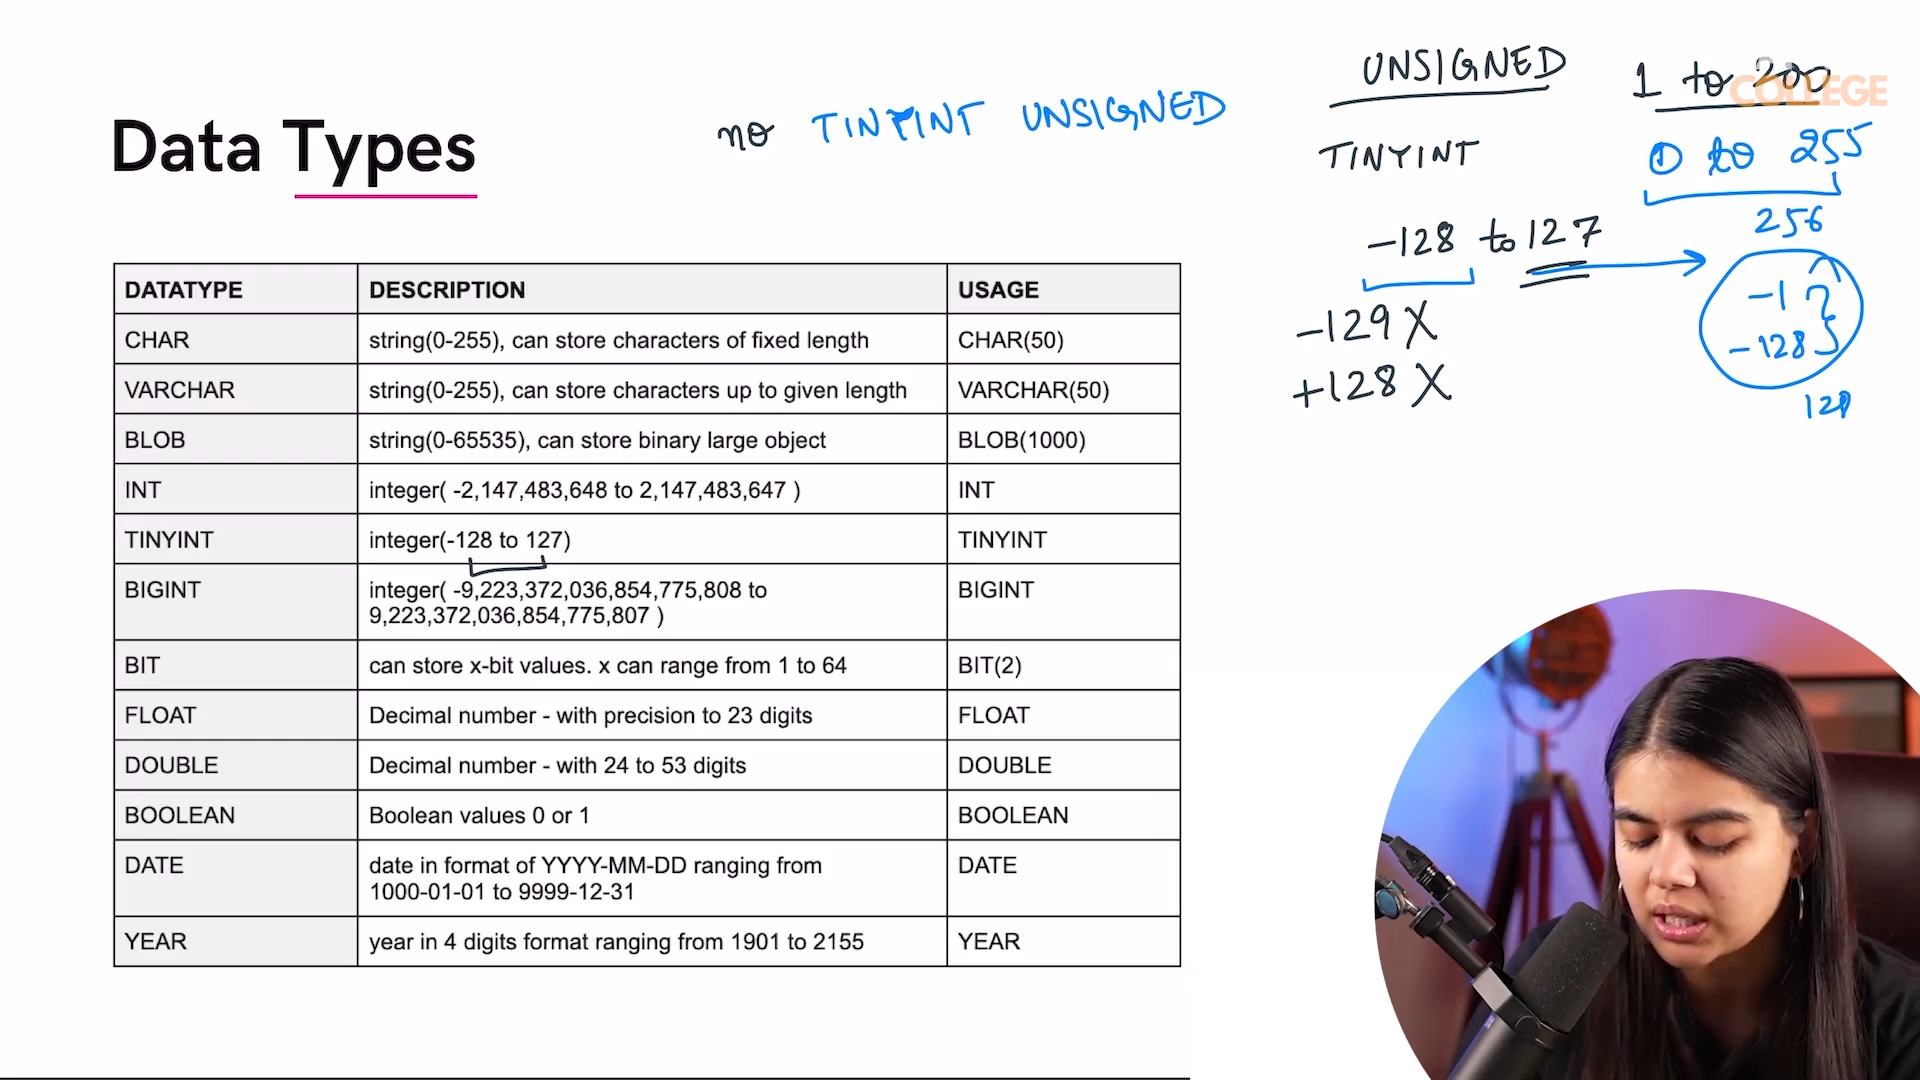 Data Types
no TINYINT UNSIGNED
UNSIGNED
1 to 200
COLLEGE
TINYINT
0 to 255
256
-128 to 127
-1
-128
-129 X
+128 X
DATATYPE DESCRIPTION USAGE
CHAR string(0-255), can store characters of fixed length CHAR(50)
VARCHAR string(0-255), can store characters up to given length VARCHAR(50)
BLOB string(0-65535), can store binary large object BLOB(1000)
INT integer( -2,147,483,648 to 2,147,483,647 ) INT
TINYINT integer(-128 to 127) TINYINT
BIGINT integer( -9,223,372,036,854,775,808 to
9,223,372,036,854,775,807 ) BIGINT
BIT can store x-bit values. x can range from 1 to 64 BIT(2)
FLOAT Decimal number - with precision to 23 digits FLOAT
DOUBLE Decimal number - with 24 to 53 digits DOUBLE
BOOLEAN Boolean values 0 or 1 BOOLEAN
DATE date in format of YYYY-MM-DD ranging from
1000-01-01 to 9999-12-31 DATE
YEAR year in 4 digits format ranging from 1901 to 2155 YEAR